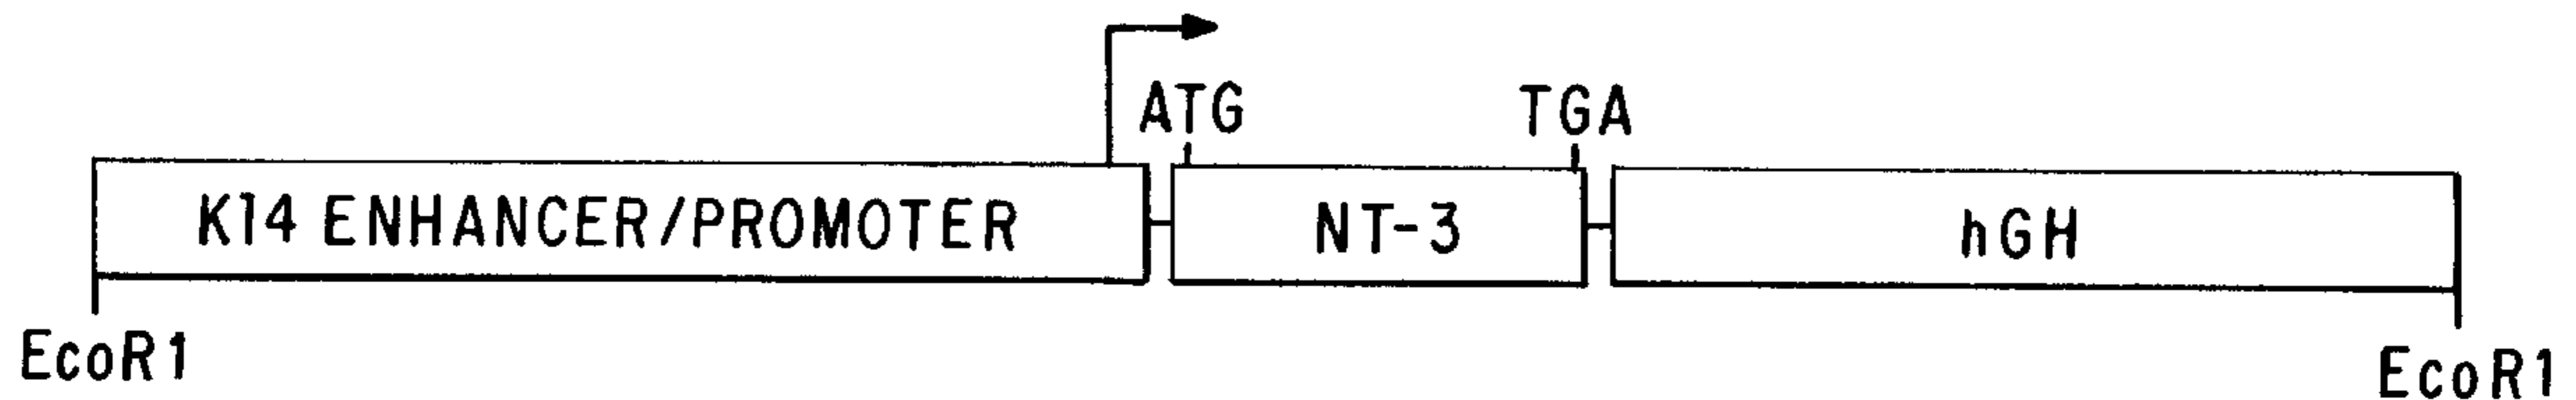 ATG TGA
K14 ENHANCER/PROMOTER NT-3 hGH
EcoR1 EcoR1